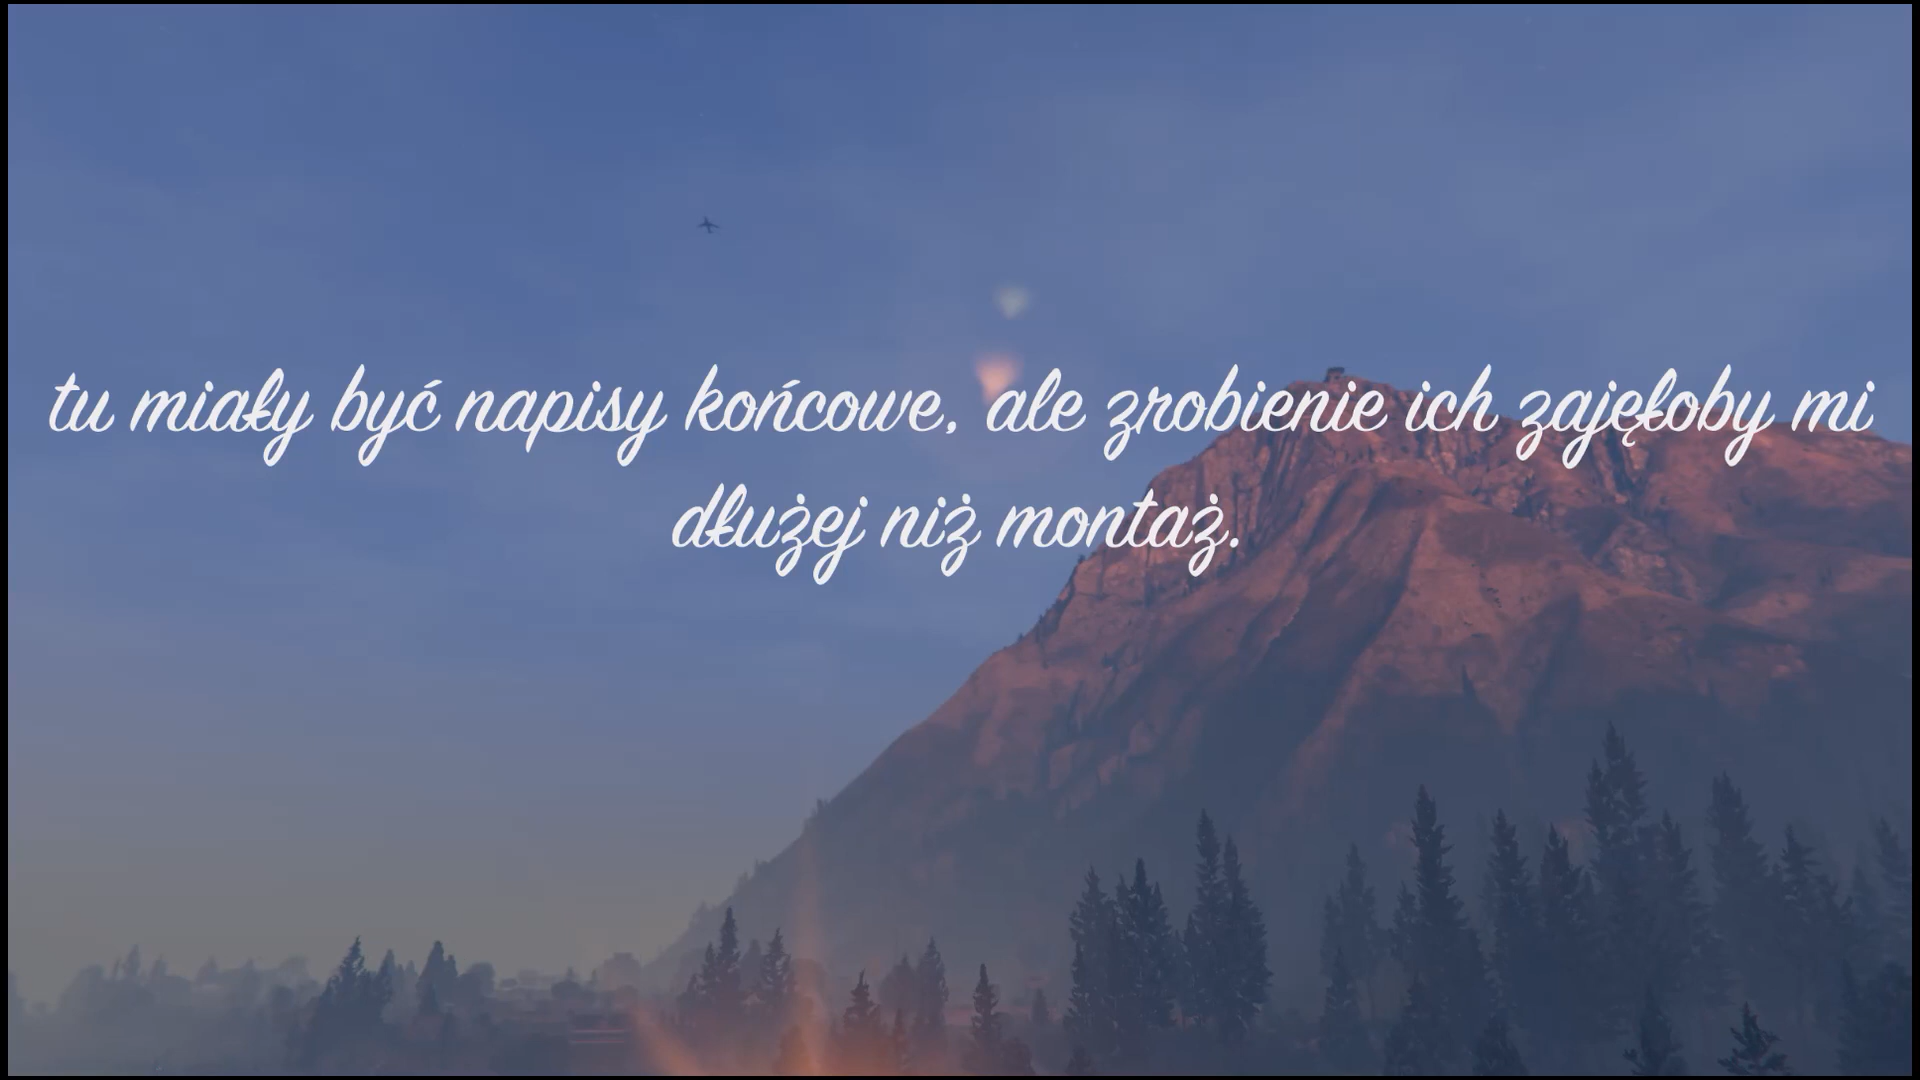 tu miały być napisy końcowe, ale zrobienie ich zajęłoby mi
dłużej niż montaż.